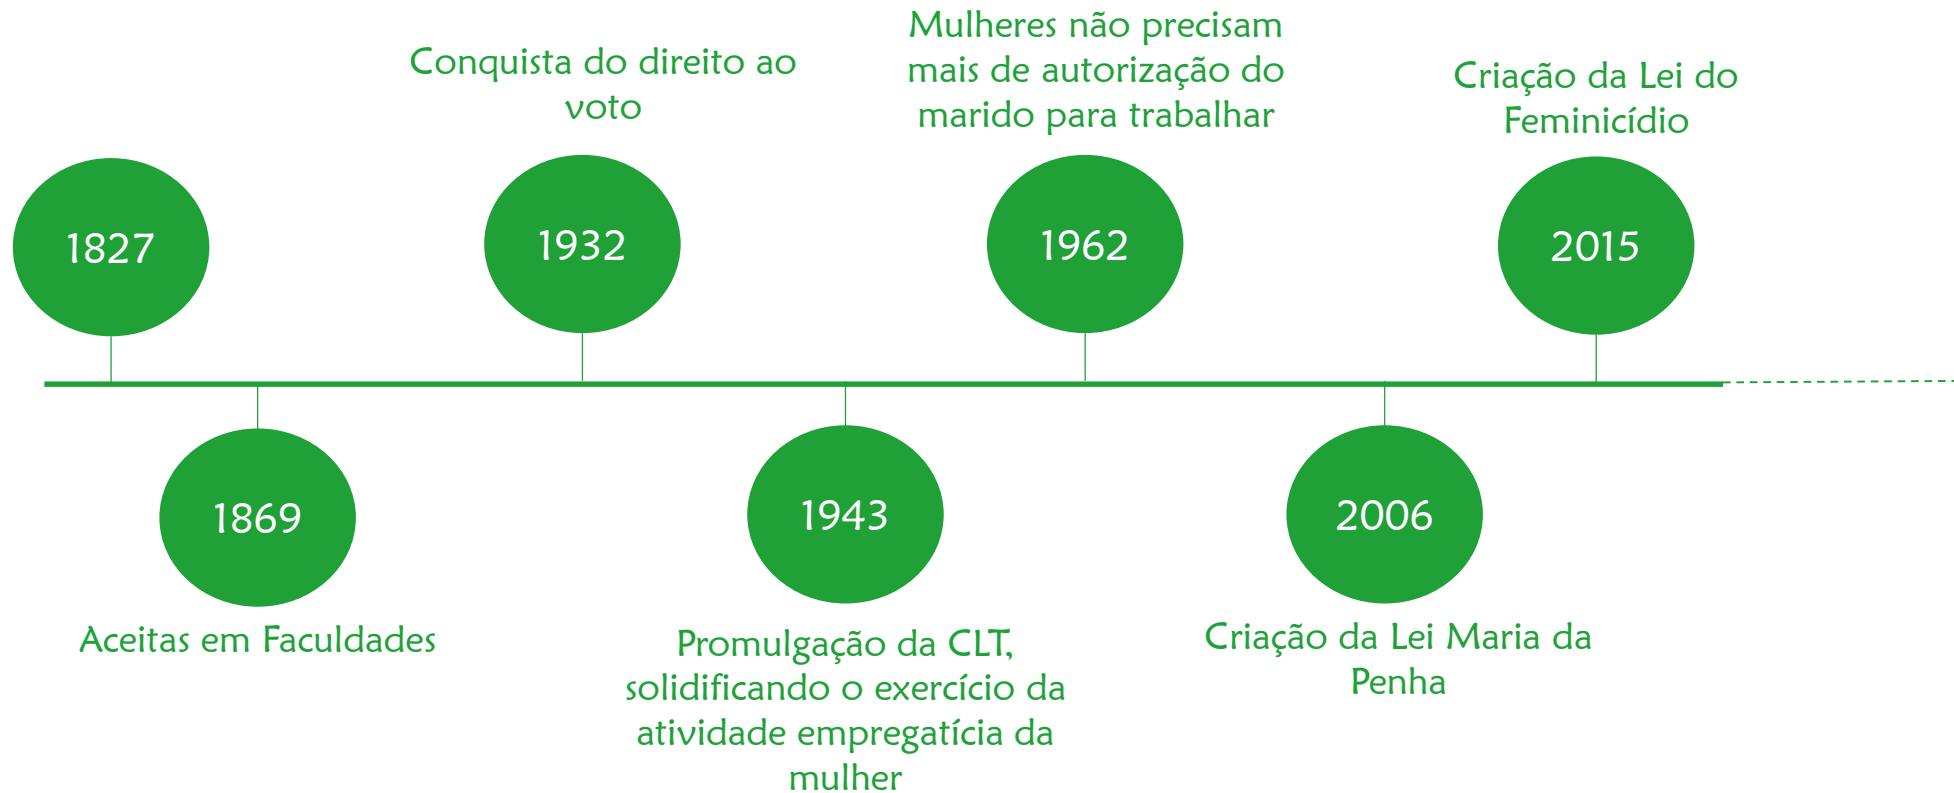 1827
Conquista do direito ao
voto
1932
Mulheres não precisam
mais de autorização do
marido para trabalhar
1962
Criação da Lei do
Feminicídio
2015
1869
Aceitas em Faculdades
1943
Promulgação da CLT,
solidificando o exercício da
atividade empregatícia da
mulher
2006
Criação da Lei Maria da
Penha